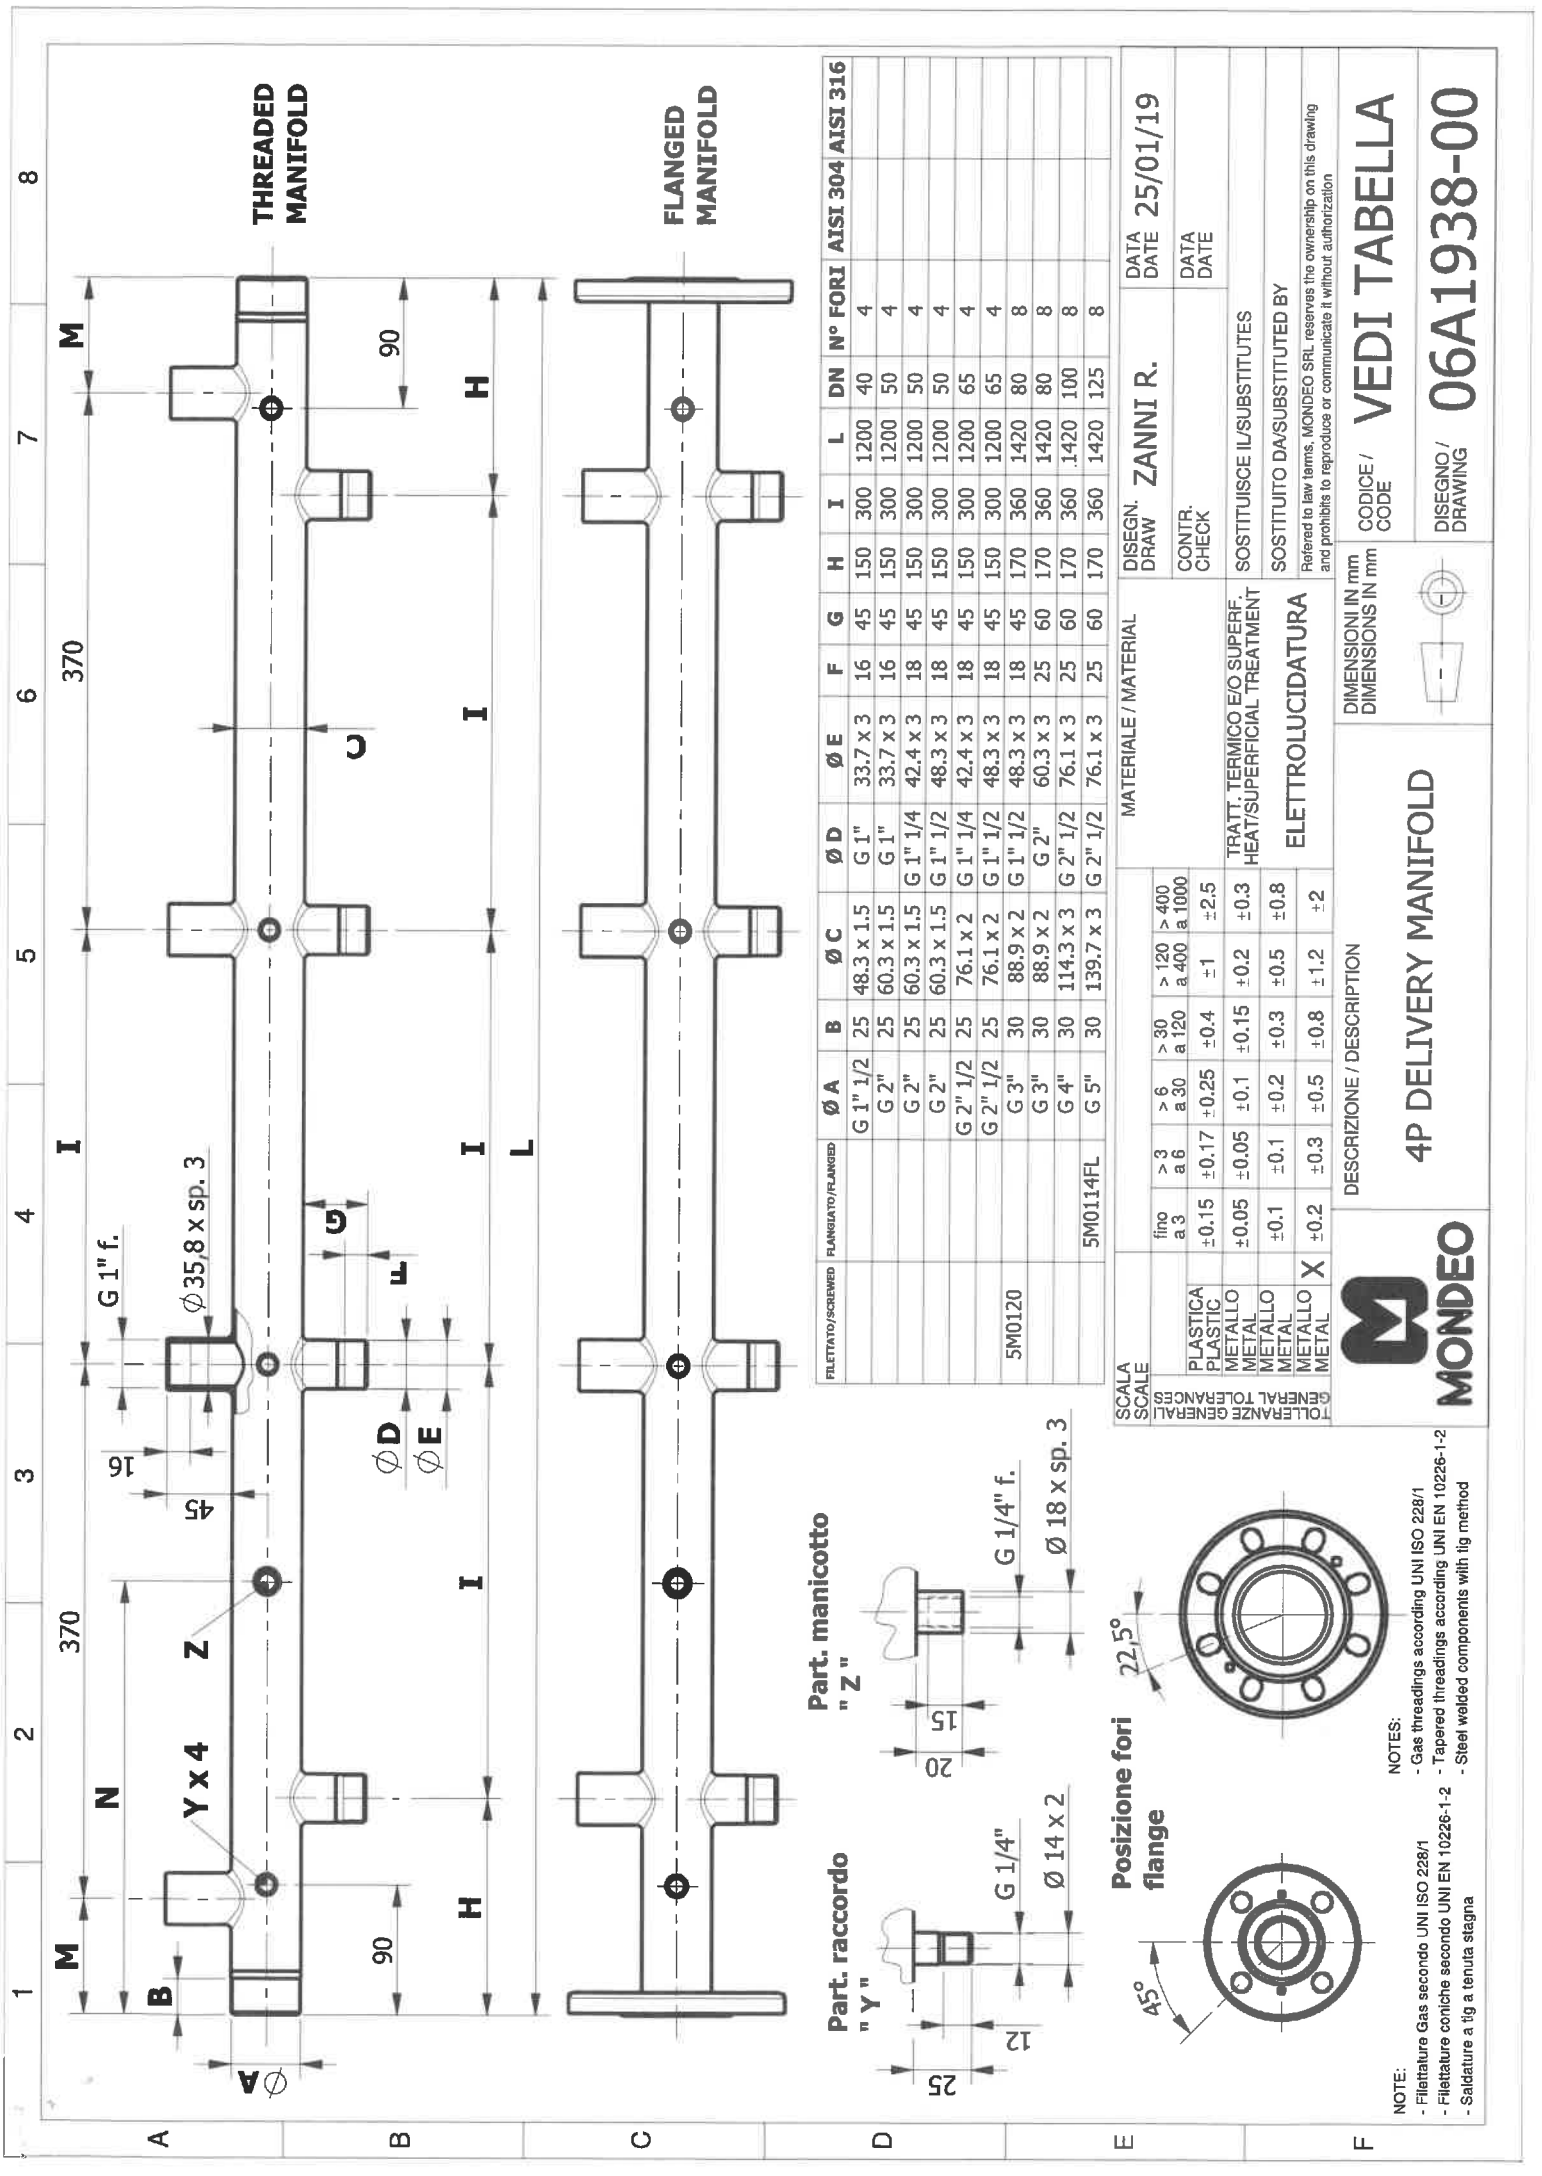 1 2 3 4 5 6 7 8
A
B
C
D
E
F
M 370 I 370 M
N
B
G 1" f.
Ø 35,8 x sp. 3
16
45
Y x 4
Z
Ø A
C
G
F
Ø D
Ø E
90
90
H I I I H
L
THREADED
MANIFOLD
FLANGED
MANIFOLD
Part. raccordo
" Y "
G 1/4"
Ø 14 x 2
12
25
Part. manicotto
" Z "
G 1/4" f.
Ø 18 x sp. 3
15
20
Posizione fori
flange
45°
22,5°
FILETTATO/SCREWED FLANGIATO/FLANGED Ø A B Ø C Ø D Ø E F G H I L DN N° FORI AISI 304 AISI 316
G 1" 1/2 25 48.3 x 1.5 G 1" 33.7 x 3 16 45 150 300 1200 40 4
G 2" 25 60.3 x 1.5 G 1" 33.7 x 3 16 45 150 300 1200 50 4
G 2" 25 60.3 x 1.5 G 1" 1/4 42.4 x 3 18 45 150 300 1200 50 4
G 2" 25 60.3 x 1.5 G 1" 1/2 48.3 x 3 18 45 150 300 1200 50 4
G 2" 1/2 25 76.1 x 2 G 1" 1/4 42.4 x 3 18 45 150 300 1200 65 4
G 2" 1/2 25 76.1 x 2 G 1" 1/2 48.3 x 3 18 45 150 300 1200 65 4
5M0120 G 3" 30 88.9 x 2 G 1" 1/2 48.3 x 3 18 45 170 360 1420 80 8
G 3" 30 88.9 x 2 G 2" 60.3 x 3 25 60 170 360 1420 80 8
G 4" 30 114.3 x 3 G 2" 1/2 76.1 x 3 25 60 170 360 1420 100 8
5M0114FL G 5" 30 139.7 x 3 G 2" 1/2 76.1 x 3 25 60 170 360 1420 125 8
SCALA
SCALE
TOLLERANZE GENERALI
GENERAL TOLERANCES
fino a 3 > 3 a 6 > 6 a 30 > 30 a 120 > 120 a 400 > 400 a 1000
PLASTICA PLASTIC ±0.15 ±0.17 ±0.25 ±0.4 ±1 ±2.5
METALLO METAL ±0.05 ±0.05 ±0.1 ±0.15 ±0.2 ±0.3
METALLO METAL ±0.1 ±0.1 ±0.2 ±0.3 ±0.5 ±0.8
METALLO METAL X ±0.2 ±0.3 ±0.5 ±0.8 ±1.2 ±2
MATERIALE / MATERIAL
TRATT. TERMICO E/O SUPERF.
HEAT/SUPERFICIAL TREATMENT
ELETTROLUCIDATURA
DISEGN.
DRAW
ZANNI R.
DATA
DATE
25/01/19
CONTR.
CHECK
DATA
DATE
SOSTITUISCE IL/SUBSTITUTES
SOSTITUITO DA/SUBSTITUTED BY
Refered to law terms, MONDEO SRL reserves the ownership on this drawing
and prohibits to reproduce or communicate it without authorization
MONDEO
DESCRIZIONE / DESCRIPTION
4P DELIVERY MANIFOLD
DIMENSIONI IN mm
DIMENSIONS IN mm
CODICE /
CODE
VEDI TABELLA
DISEGNO /
DRAWING
06A1938-00
NOTE:
- Filettature Gas secondo UNI ISO 228/1
- Filettature coniche secondo UNI EN 10226-1-2
- Saldature a tig a tenuta stagna
NOTES:
- Gas threadings according UNI ISO 228/1
- Tapered threadings according UNI EN 10226-1-2
- Steel welded components with tig method